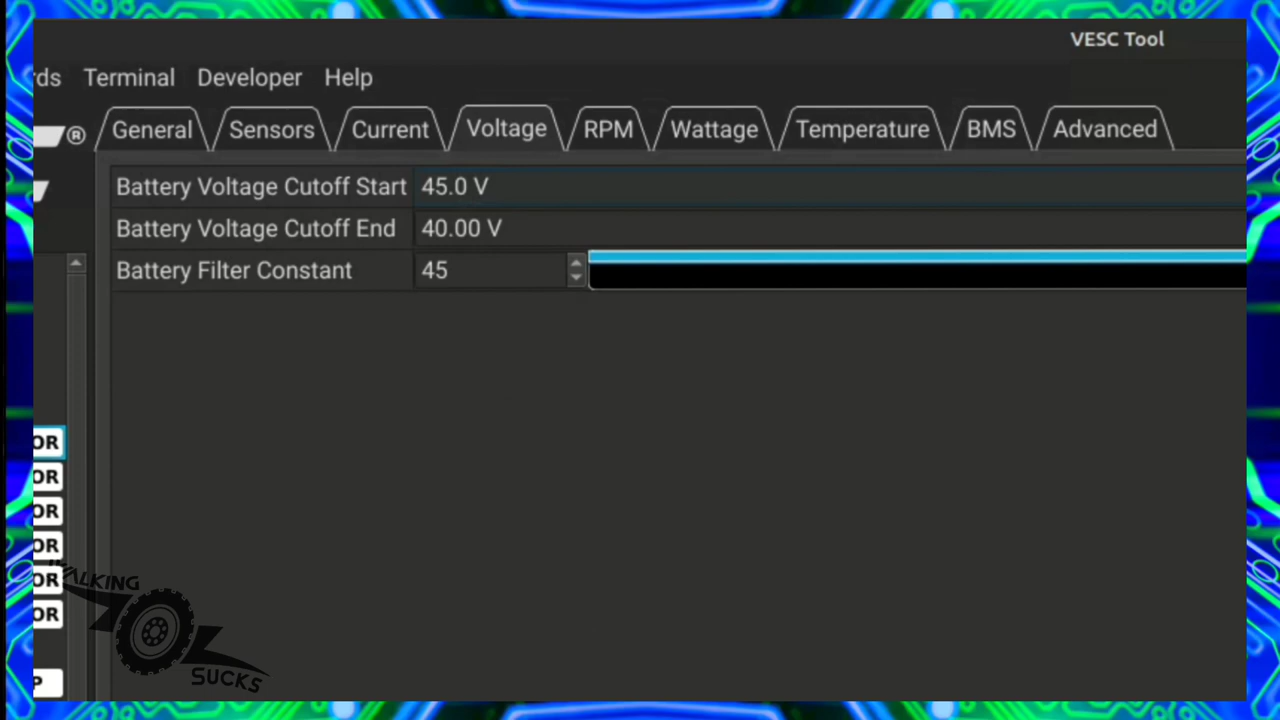 VESC Tool
rds Terminal Developer Help
® General Sensors Current Voltage RPM Wattage Temperature BMS Advanced
Battery Voltage Cutoff Start 45.0 V
Battery Voltage Cutoff End 40.00 V
Battery Filter Constant 45
OR
OR
OR
OR
OR
OR
P
WALKING
SUCKS